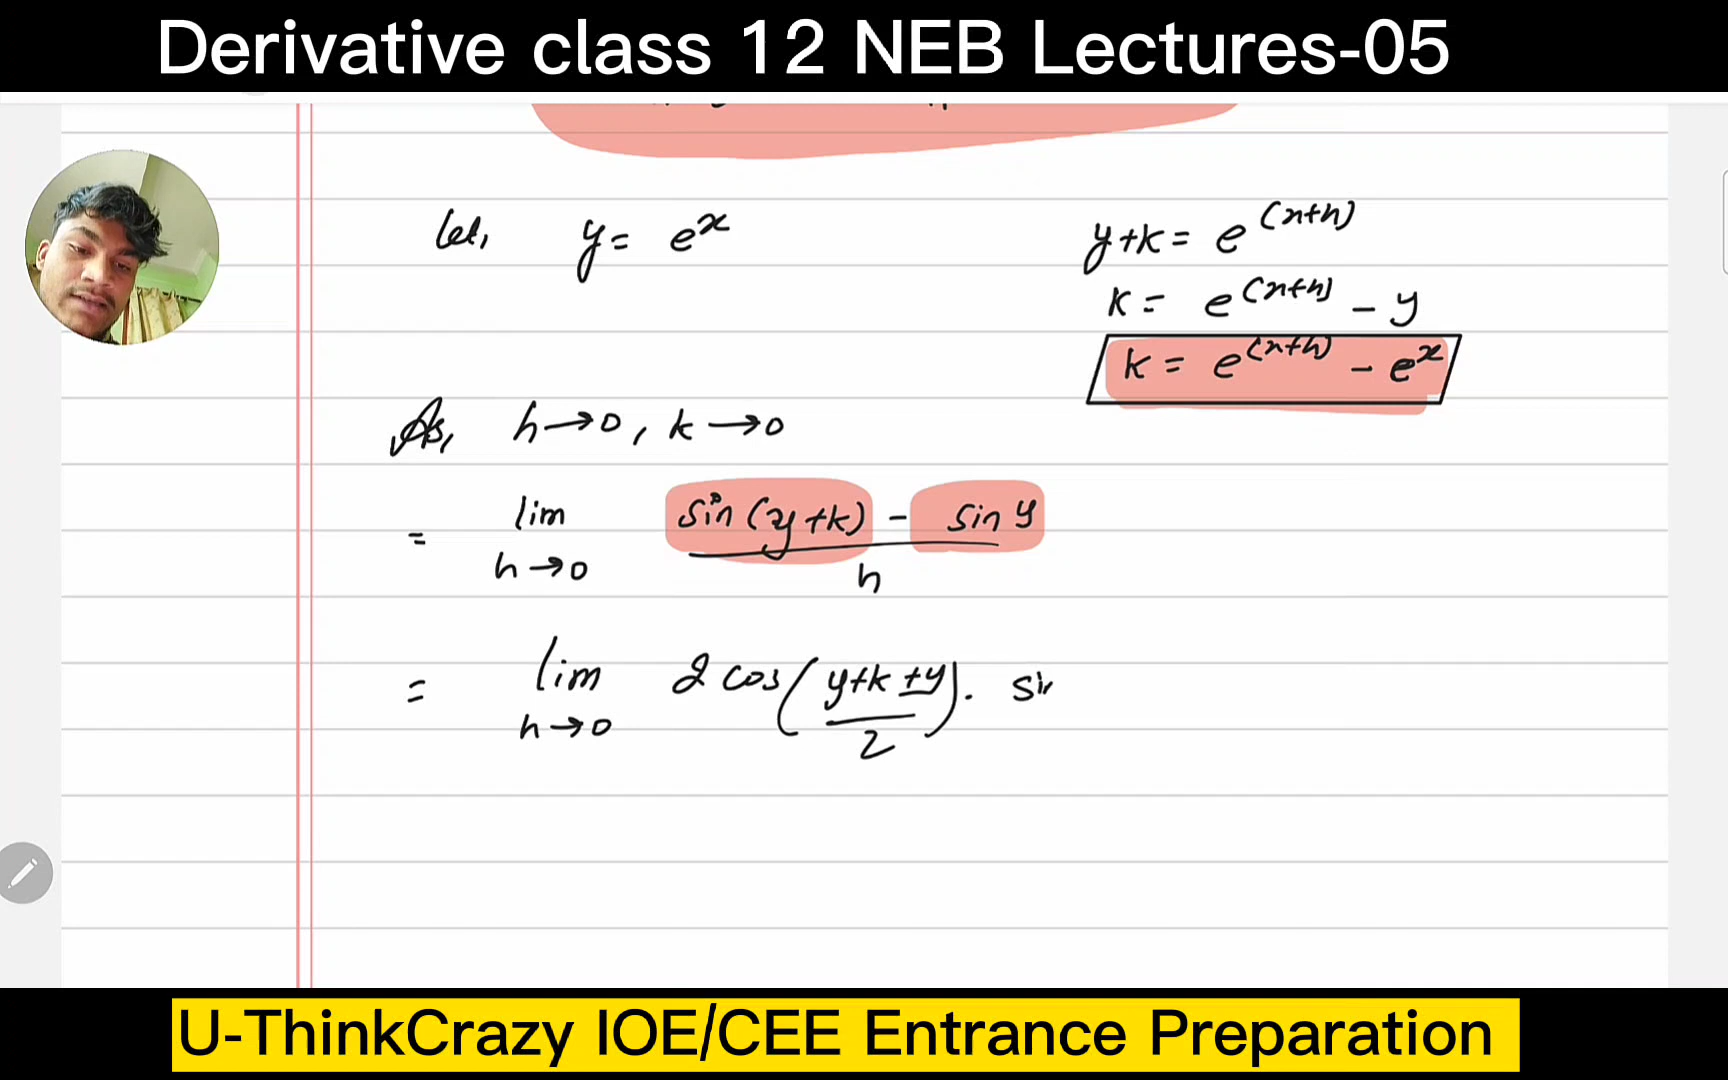 Derivative class 12 NEB Lectures-05
Let, y = e^x
y+k = e^(x+h)
k = e^(x+h) - y
k = e^(x+h) - e^x
As, h→0, k→0
= lim h→0 sin(y+k) - sin y / h
= lim h→0 2 cos(y+k+y / 2). si
U-ThinkCrazy IOE/CEE Entrance Preparation